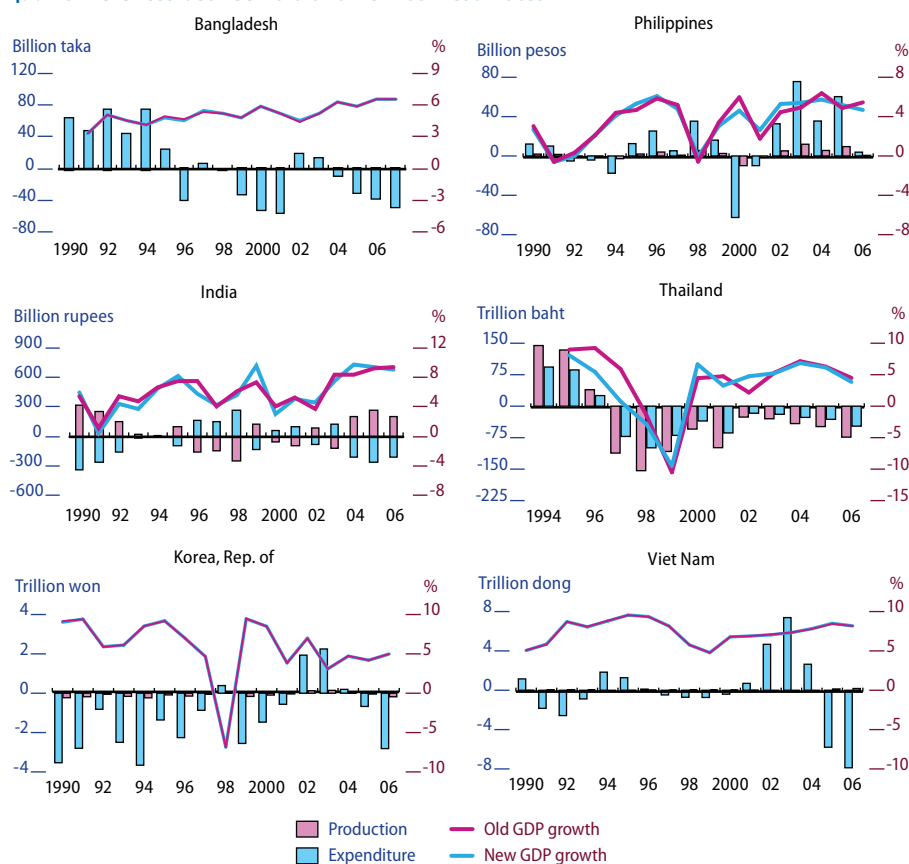 Bangladesh
Billion taka %
120 9
80 6
40 3
0 0
-40 -3
-80 -6
1990 92 94 96 98 2000 02 04 06
Philippines
Billion pesos %
80 8
40 4
0 0
-40 -4
-80 -8
1990 92 94 96 98 2000 02 04 06
India
Billion rupees %
900 12
600 8
300 4
0 0
-300 -4
-600 -8
1990 92 94 96 98 2000 02 04 06
Thailand
Trillion baht %
150 10
75 5
0 0
-75 -5
-150 -10
-225 -15
1994 96 98 2000 02 04 06
Korea, Rep. of
Trillion won %
4 10
2 5
0 0
-2 -5
-4 -10
1990 92 94 96 98 2000 02 04 06
Viet Nam
Trillion dong %
8 10
4 5
0 0
-4 -5
-8 -10
1990 92 94 96 98 2000 02 04 06
Production Old GDP growth
Expenditure New GDP growth